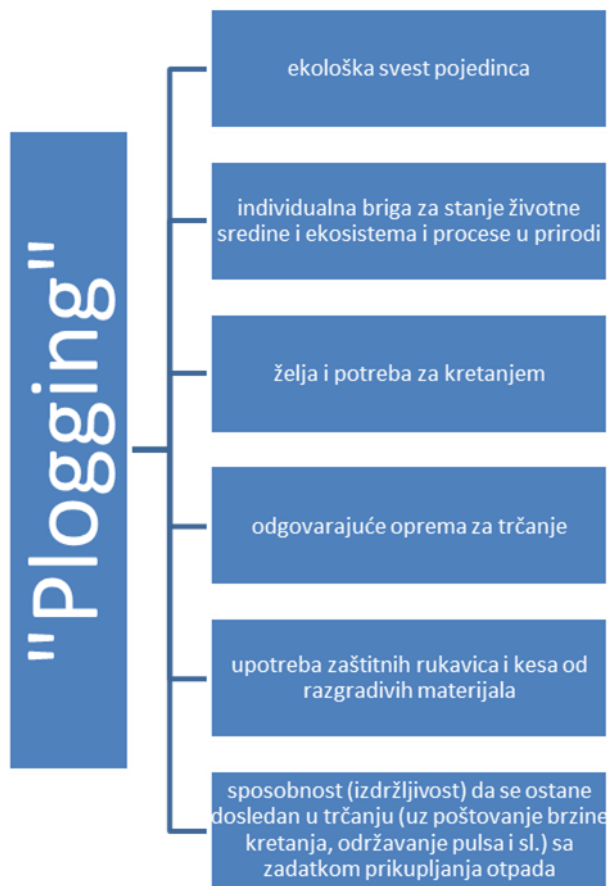 "Plogging"
ekološka svest pojedinca
individualna briga za stanje životne
sredine i ekosistema i procese u prirodi
želja i potreba za kretanjem
odgovarajuće oprema za trčanje
upotreba zaštitnih rukavica i kesa od
razgradivih materijala
sposobnost (izdržljivost) da se ostane
dosledan u trčanju (uz poštovanje brzine
kretanja, održavanje pulsa i sl.) sa
zadatkom prikupljanja otpada